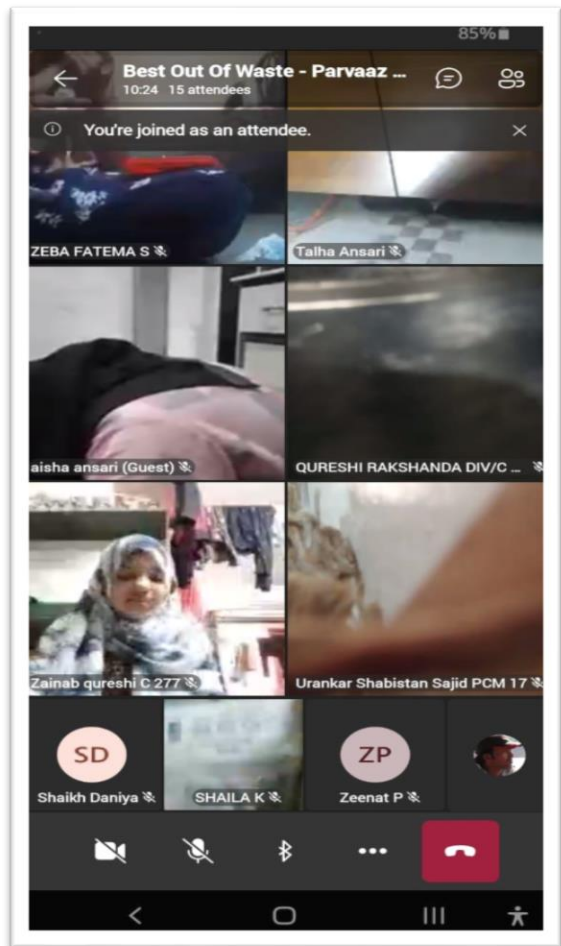 85%
Best Out Of Waste - Parvaaz ...
10:24 15 attendees
You're joined as an attendee.
ZEBA FATEMA S
Talha Ansari
aisha ansari (Guest)
QURESHI RAKSHANDA DIV/C ...
Zainab qureshi C 277
Urankar Shabistan Sajid PCM 17
SD
ZP
Shaikh Daniya
SHAILA K
Zeenat P